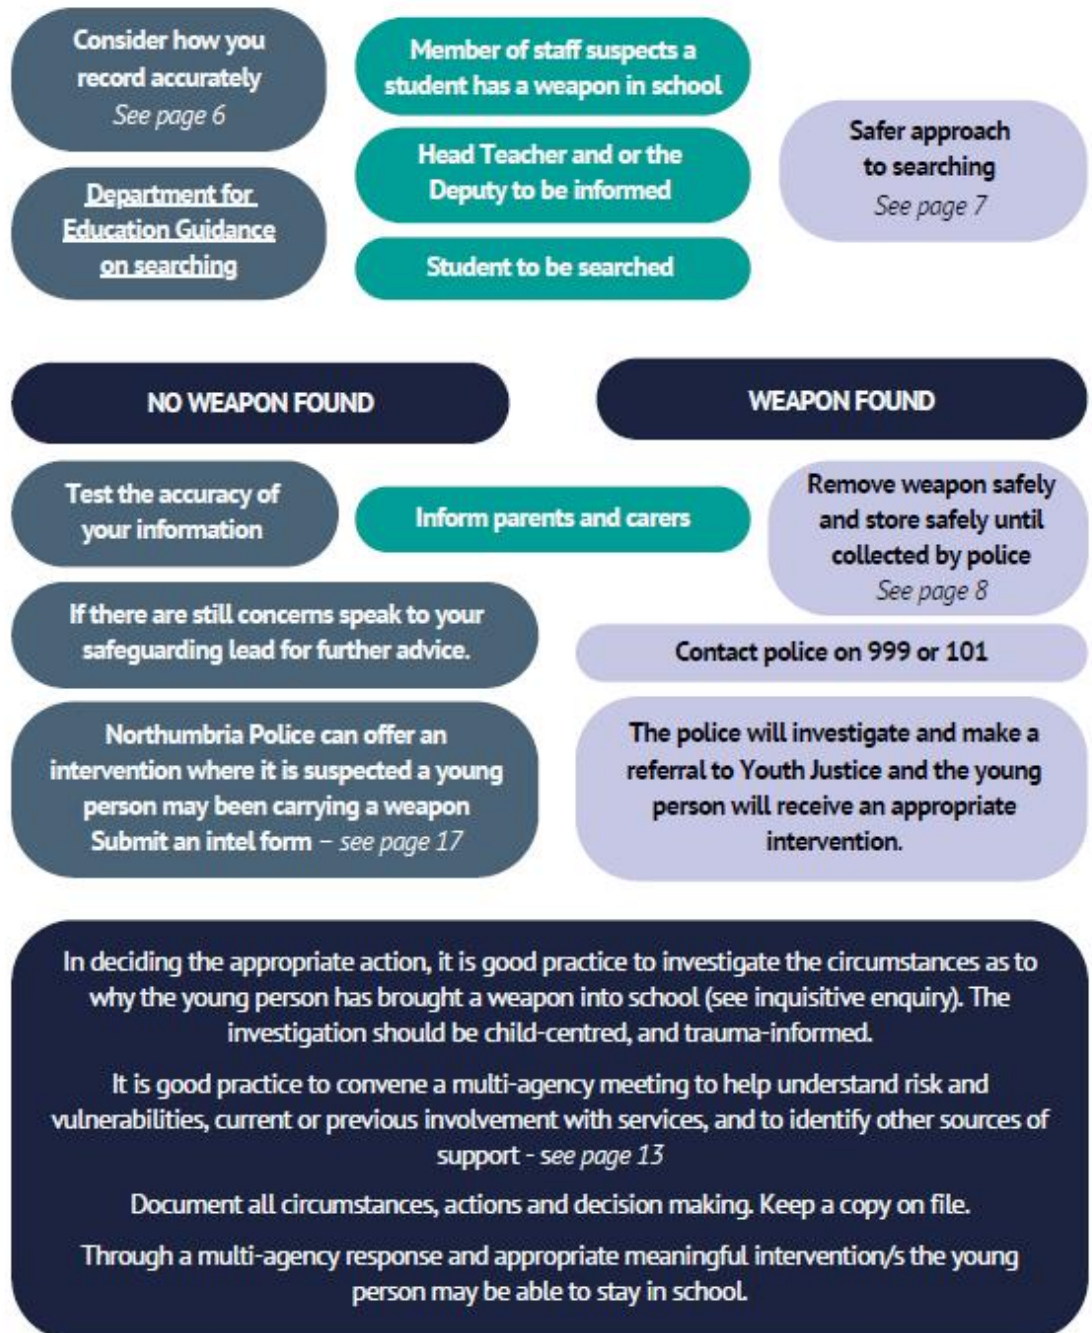 Consider how you
record accurately
See page 6
Department for
Education Guidance
on searching
Member of staff suspects a
student has a weapon in school
Head Teacher and or the
Deputy to be informed
Student to be searched
Safer approach
to searching
See page 7
NO WEAPON FOUND
WEAPON FOUND
Test the accuracy of
your information
Inform parents and carers
Remove weapon safely
and store safely until
collected by police
See page 8
If there are still concerns speak to your
safeguarding lead for further advice.
Contact police on 999 or 101
Northumbria Police can offer an
intervention where it is suspected a young
person may been carrying a weapon
Submit an intel form – see page 17
The police will investigate and make a
referral to Youth Justice and the young
person will receive an appropriate
intervention.
In deciding the appropriate action, it is good practice to investigate the circumstances as to
why the young person has brought a weapon into school (see inquisitive enquiry). The
investigation should be child-centred, and trauma-informed.
It is good practice to convene a multi-agency meeting to help understand risk and
vulnerabilities, current or previous involvement with services, and to identify other sources of
support - see page 13
Document all circumstances, actions and decision making. Keep a copy on file.
Through a multi-agency response and appropriate meaningful intervention/s the young
person may be able to stay in school.